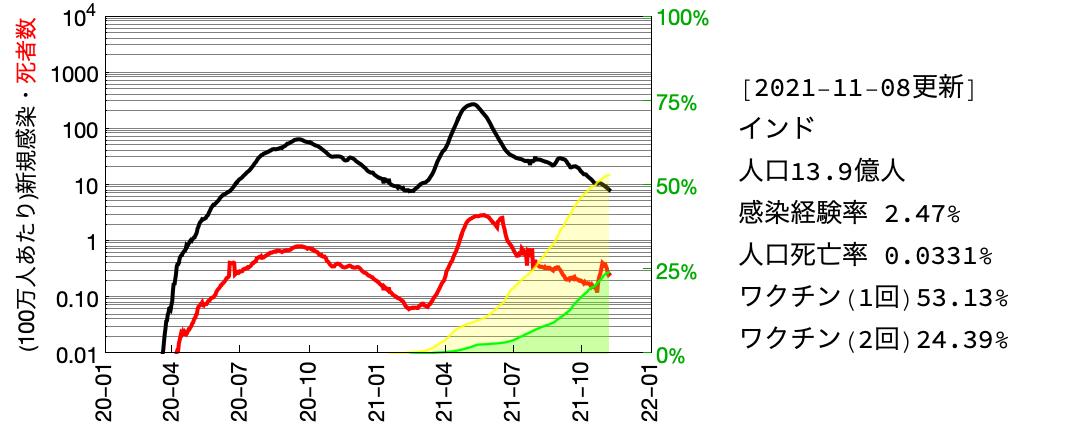 (100万人あたり)新規感染・死者数
10^4
1000
100
10
1
0.10
0.01
100%
75%
50%
25%
0%
20-01
20-04
20-07
20-10
21-01
21-04
21-07
21-10
22-01
[2021-11-08更新]
インド
人口13.9億人
感染経験率 2.47%
人口死亡率 0.0331%
ワクチン(1回)53.13%
ワクチン(2回)24.39%